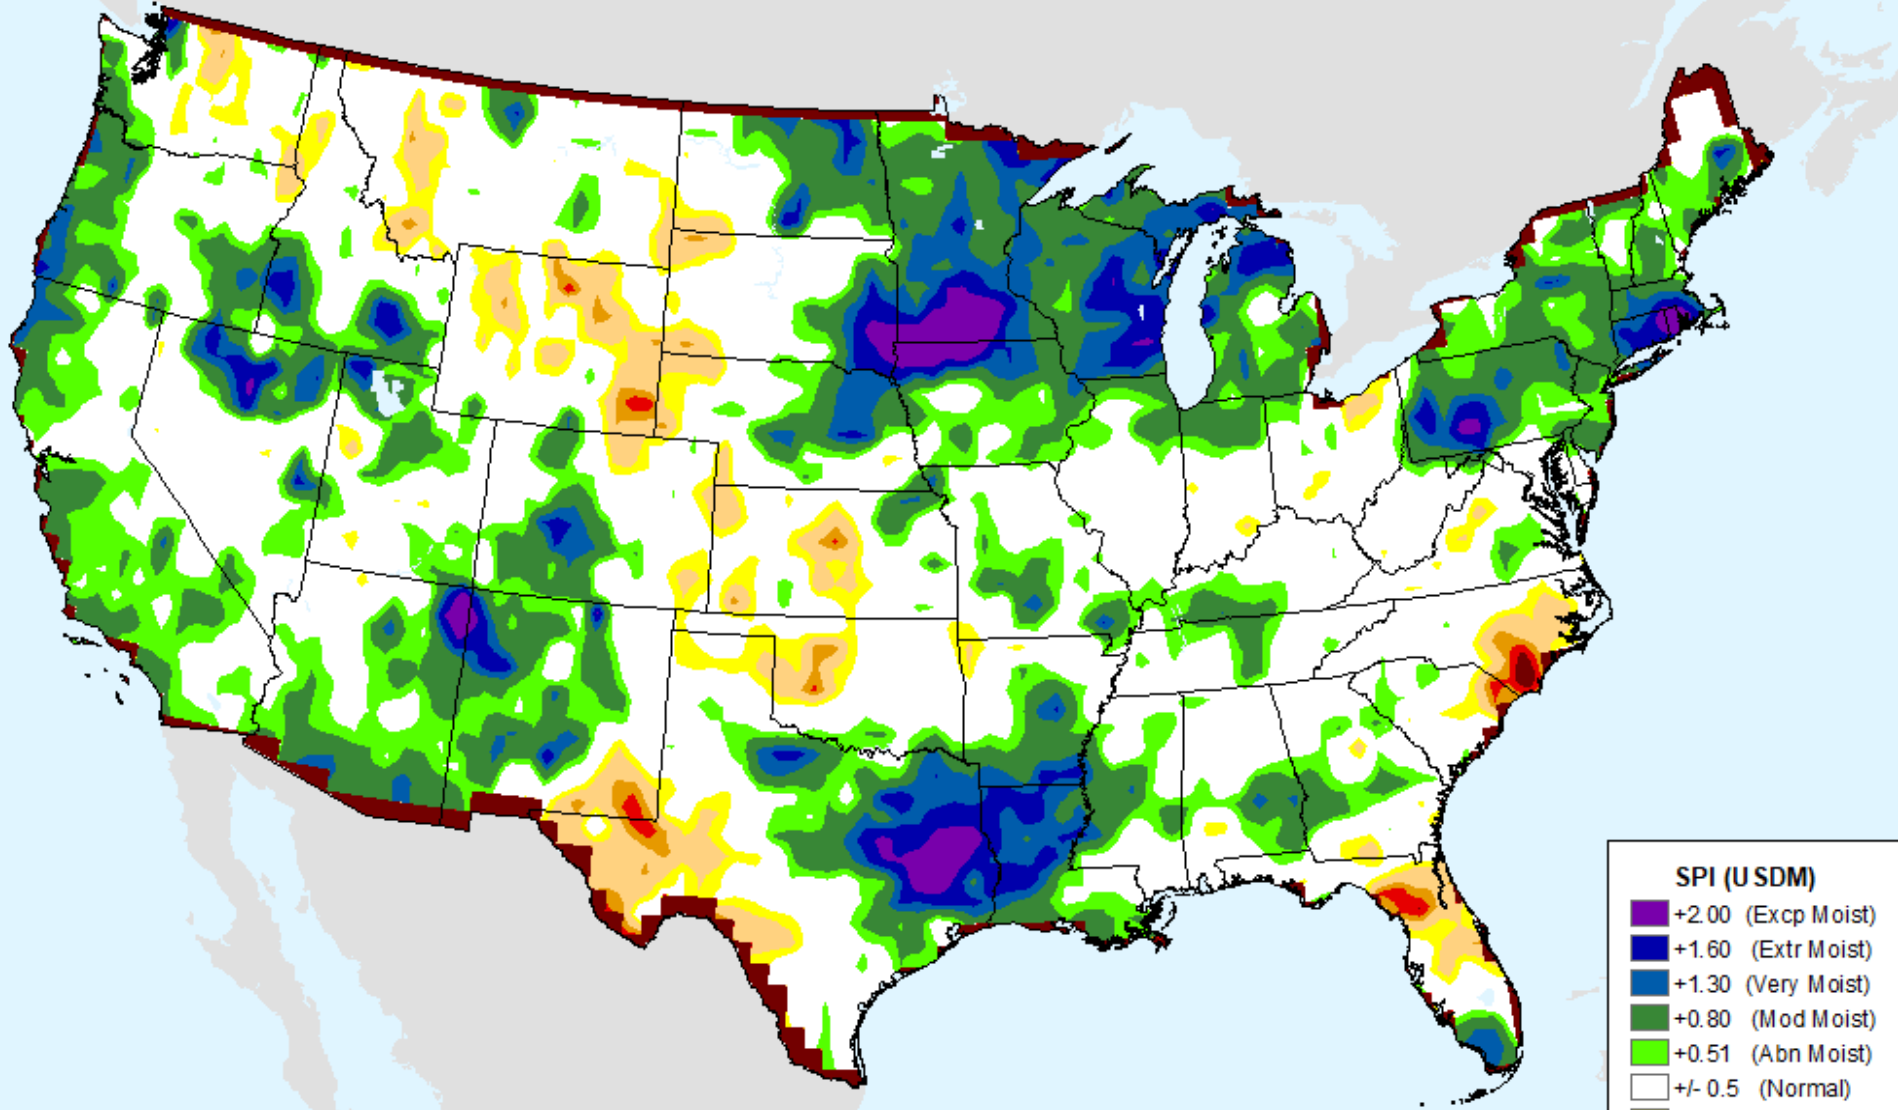 SPI (USDM)
+2.00 (Excp Moist)
+1.60 (Extr Moist)
+1.30 (Very Moist)
+0.80 (Mod Moist)
+0.51 (Abn Moist)
+/- 0.5 (Normal)